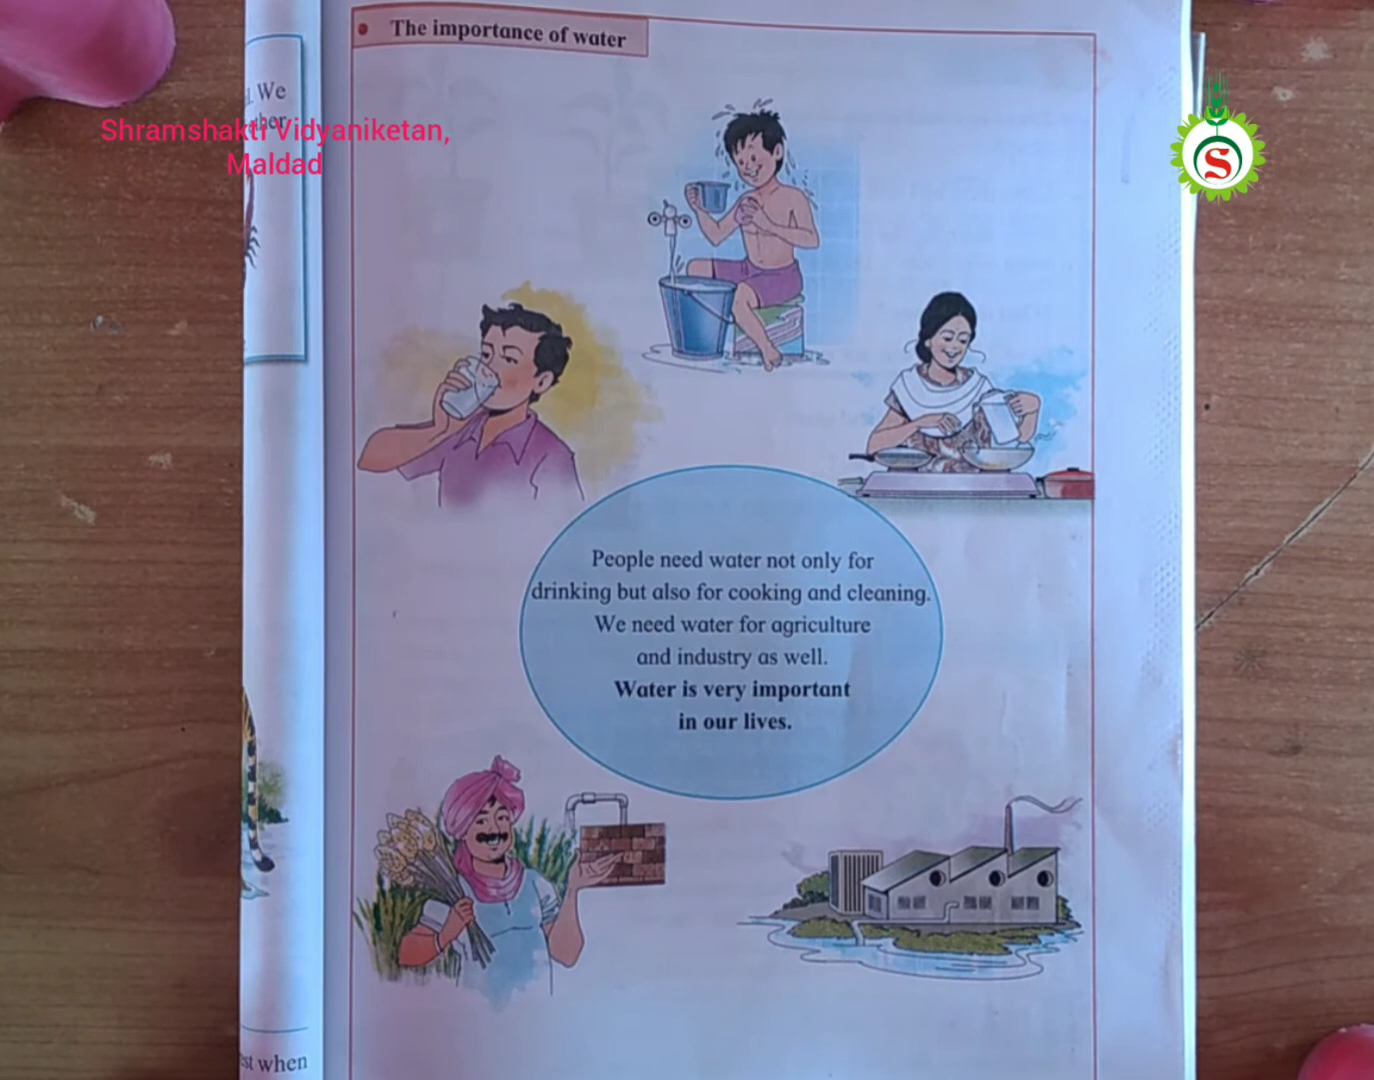 The importance of water
We
ther
Shramshakti Vidyaniketan,
Maldad
S
People need water not only for
drinking but also for cooking and cleaning.
We need water for agriculture
and industry as well.
Water is very important
in our lives.
when